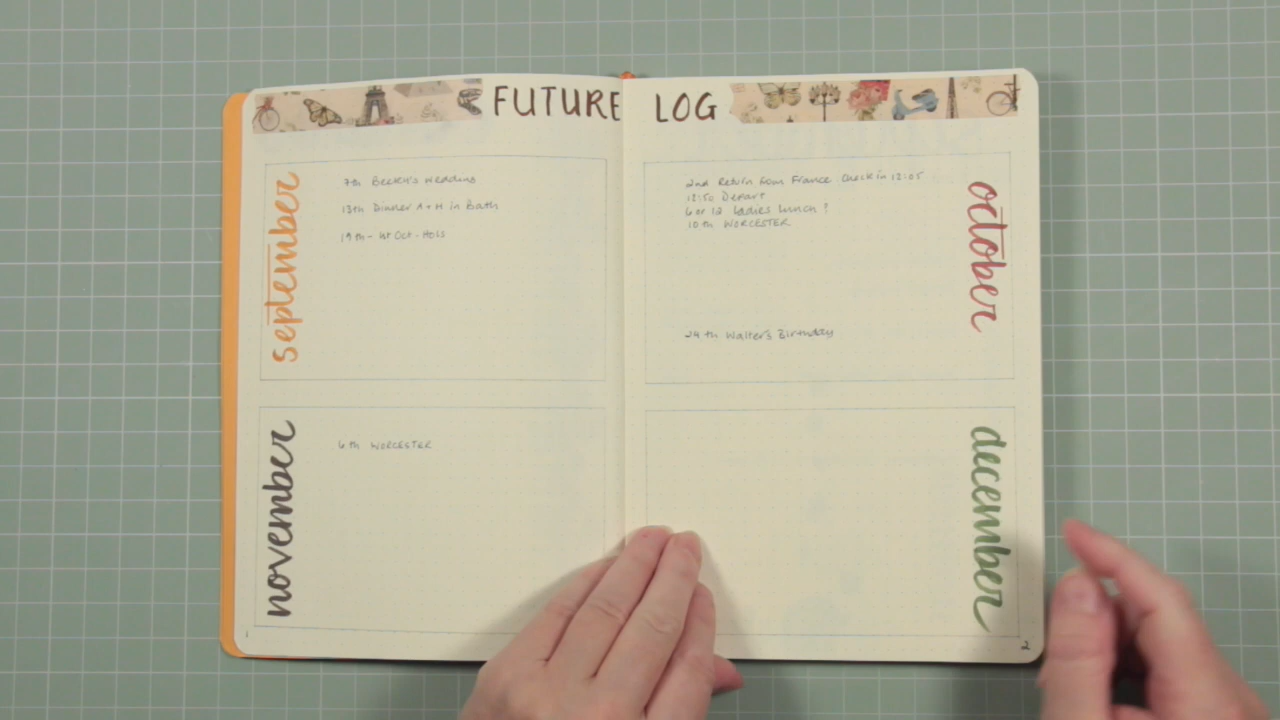 FUTURE LOG
september
7th Beckii's Wedding
13th Dinner A+H in Bath
19th - 1st Oct - Hols
october
2nd Return from France Check in 12:05
12:50 Depart
6 or 12 Ladies Lunch ?
10th WORCESTER
24th Walter's Birthday
november
6th WORCESTER
december
1
2